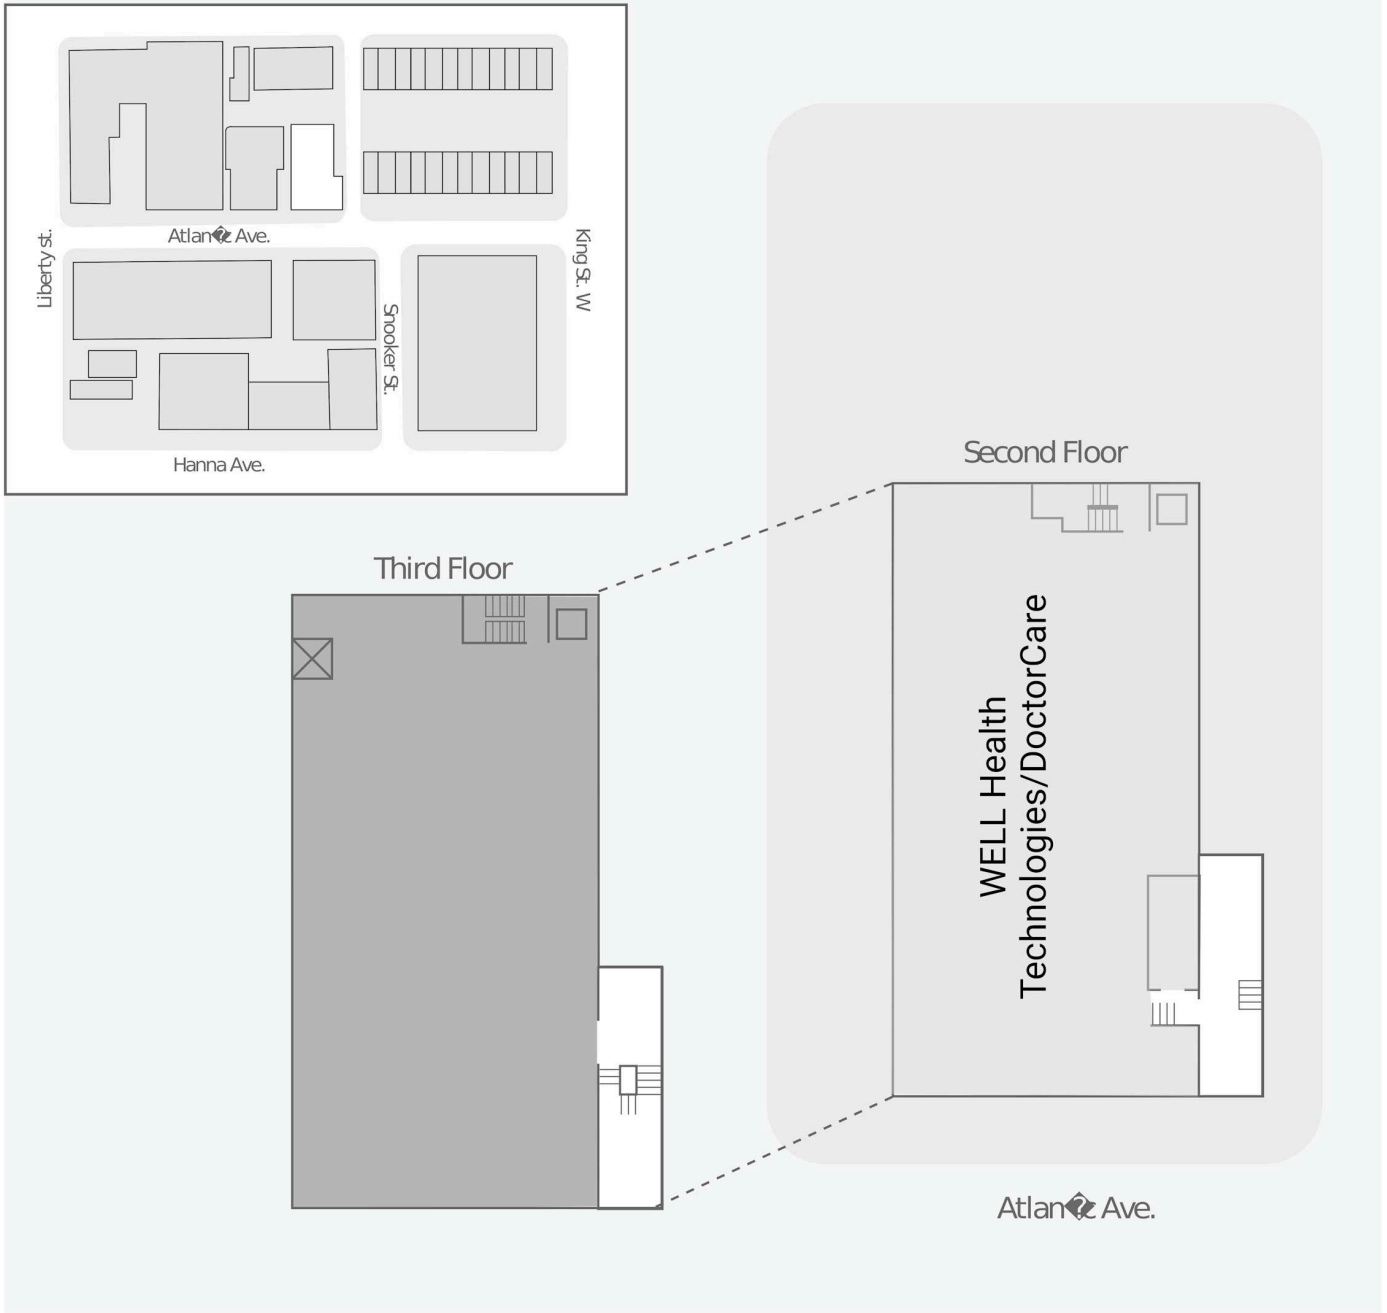 Atlan�c Ave.
Liberty st.
King St. W
Snooker St.
Hanna Ave.
Second Floor
Third Floor
WELL Health
Technologies/DoctorCare
Atlan�c Ave.